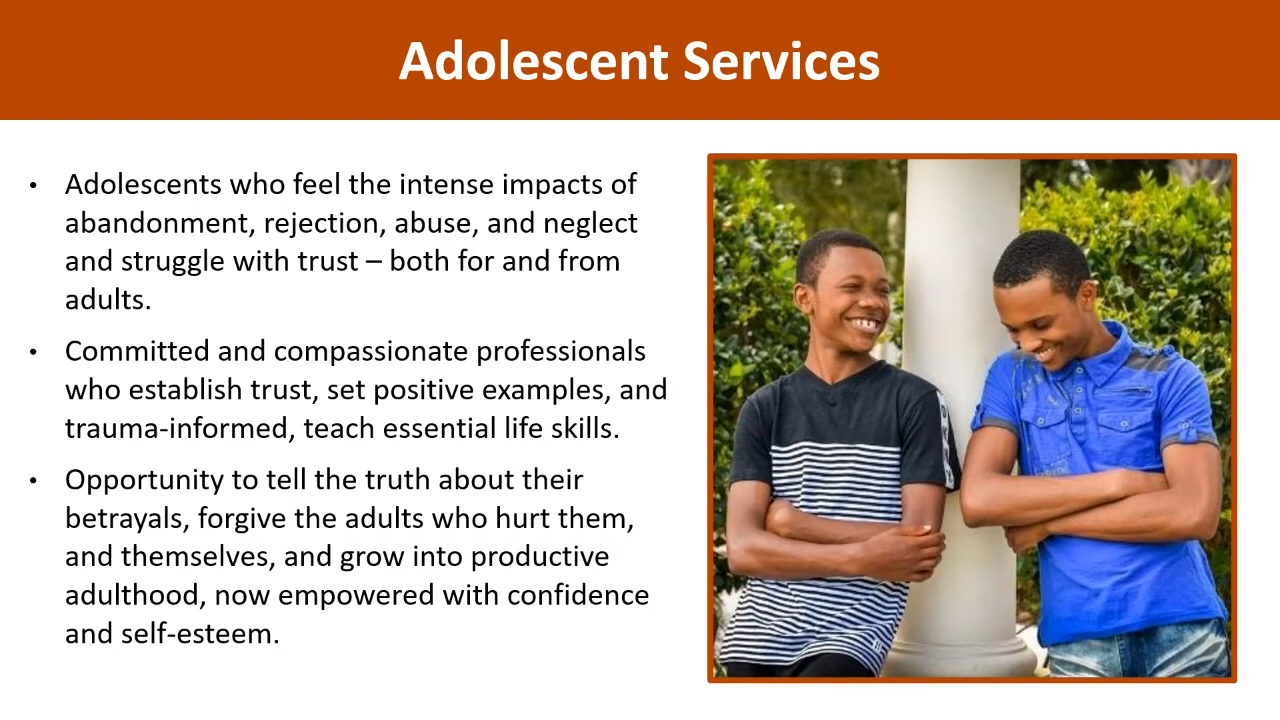 Adolescent Services
• Adolescents who feel the intense impacts of
abandonment, rejection, abuse, and neglect
and struggle with trust – both for and from
adults.
• Committed and compassionate professionals
who establish trust, set positive examples, and
trauma-informed, teach essential life skills.
• Opportunity to tell the truth about their
betrayals, forgive the adults who hurt them,
and themselves, and grow into productive
adulthood, now empowered with confidence
and self-esteem.